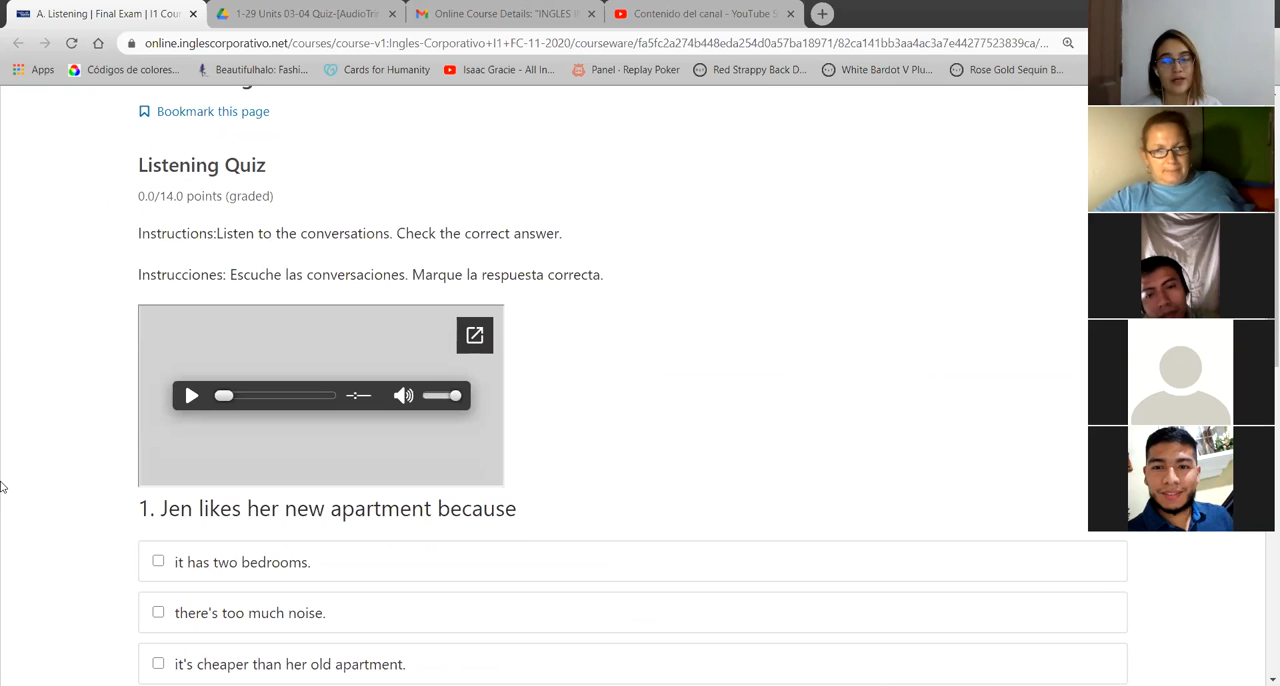 A. Listening | Final Exam | I1 Cour
1-29 Units 03-04 Quiz-[AudioTri
Online Course Details: "INGLES I
Contenido del canal - YouTube S
online.inglescorporativo.net/courses/course-v1:Ingles-Corporativo+I1+FC-11-2020/courseware/fa5fc2a274b448eda254d0a57ba18971/82ca141bb3aa4ac3a7e44277523839ca/...
Apps
Códigos de colores...
Beautifulhalo: Fashi...
Cards for Humanity
Isaac Gracie - All In...
Panel · Replay Poker
Red Strappy Back D...
White Bardot V Plu...
Rose Gold Sequin B...
Bookmark this page
Listening Quiz
0.0/14.0 points (graded)
Instructions:Listen to the conversations. Check the correct answer.
Instrucciones: Escuche las conversaciones. Marque la respuesta correcta.
-:--
1. Jen likes her new apartment because
it has two bedrooms.
there's too much noise.
it's cheaper than her old apartment.